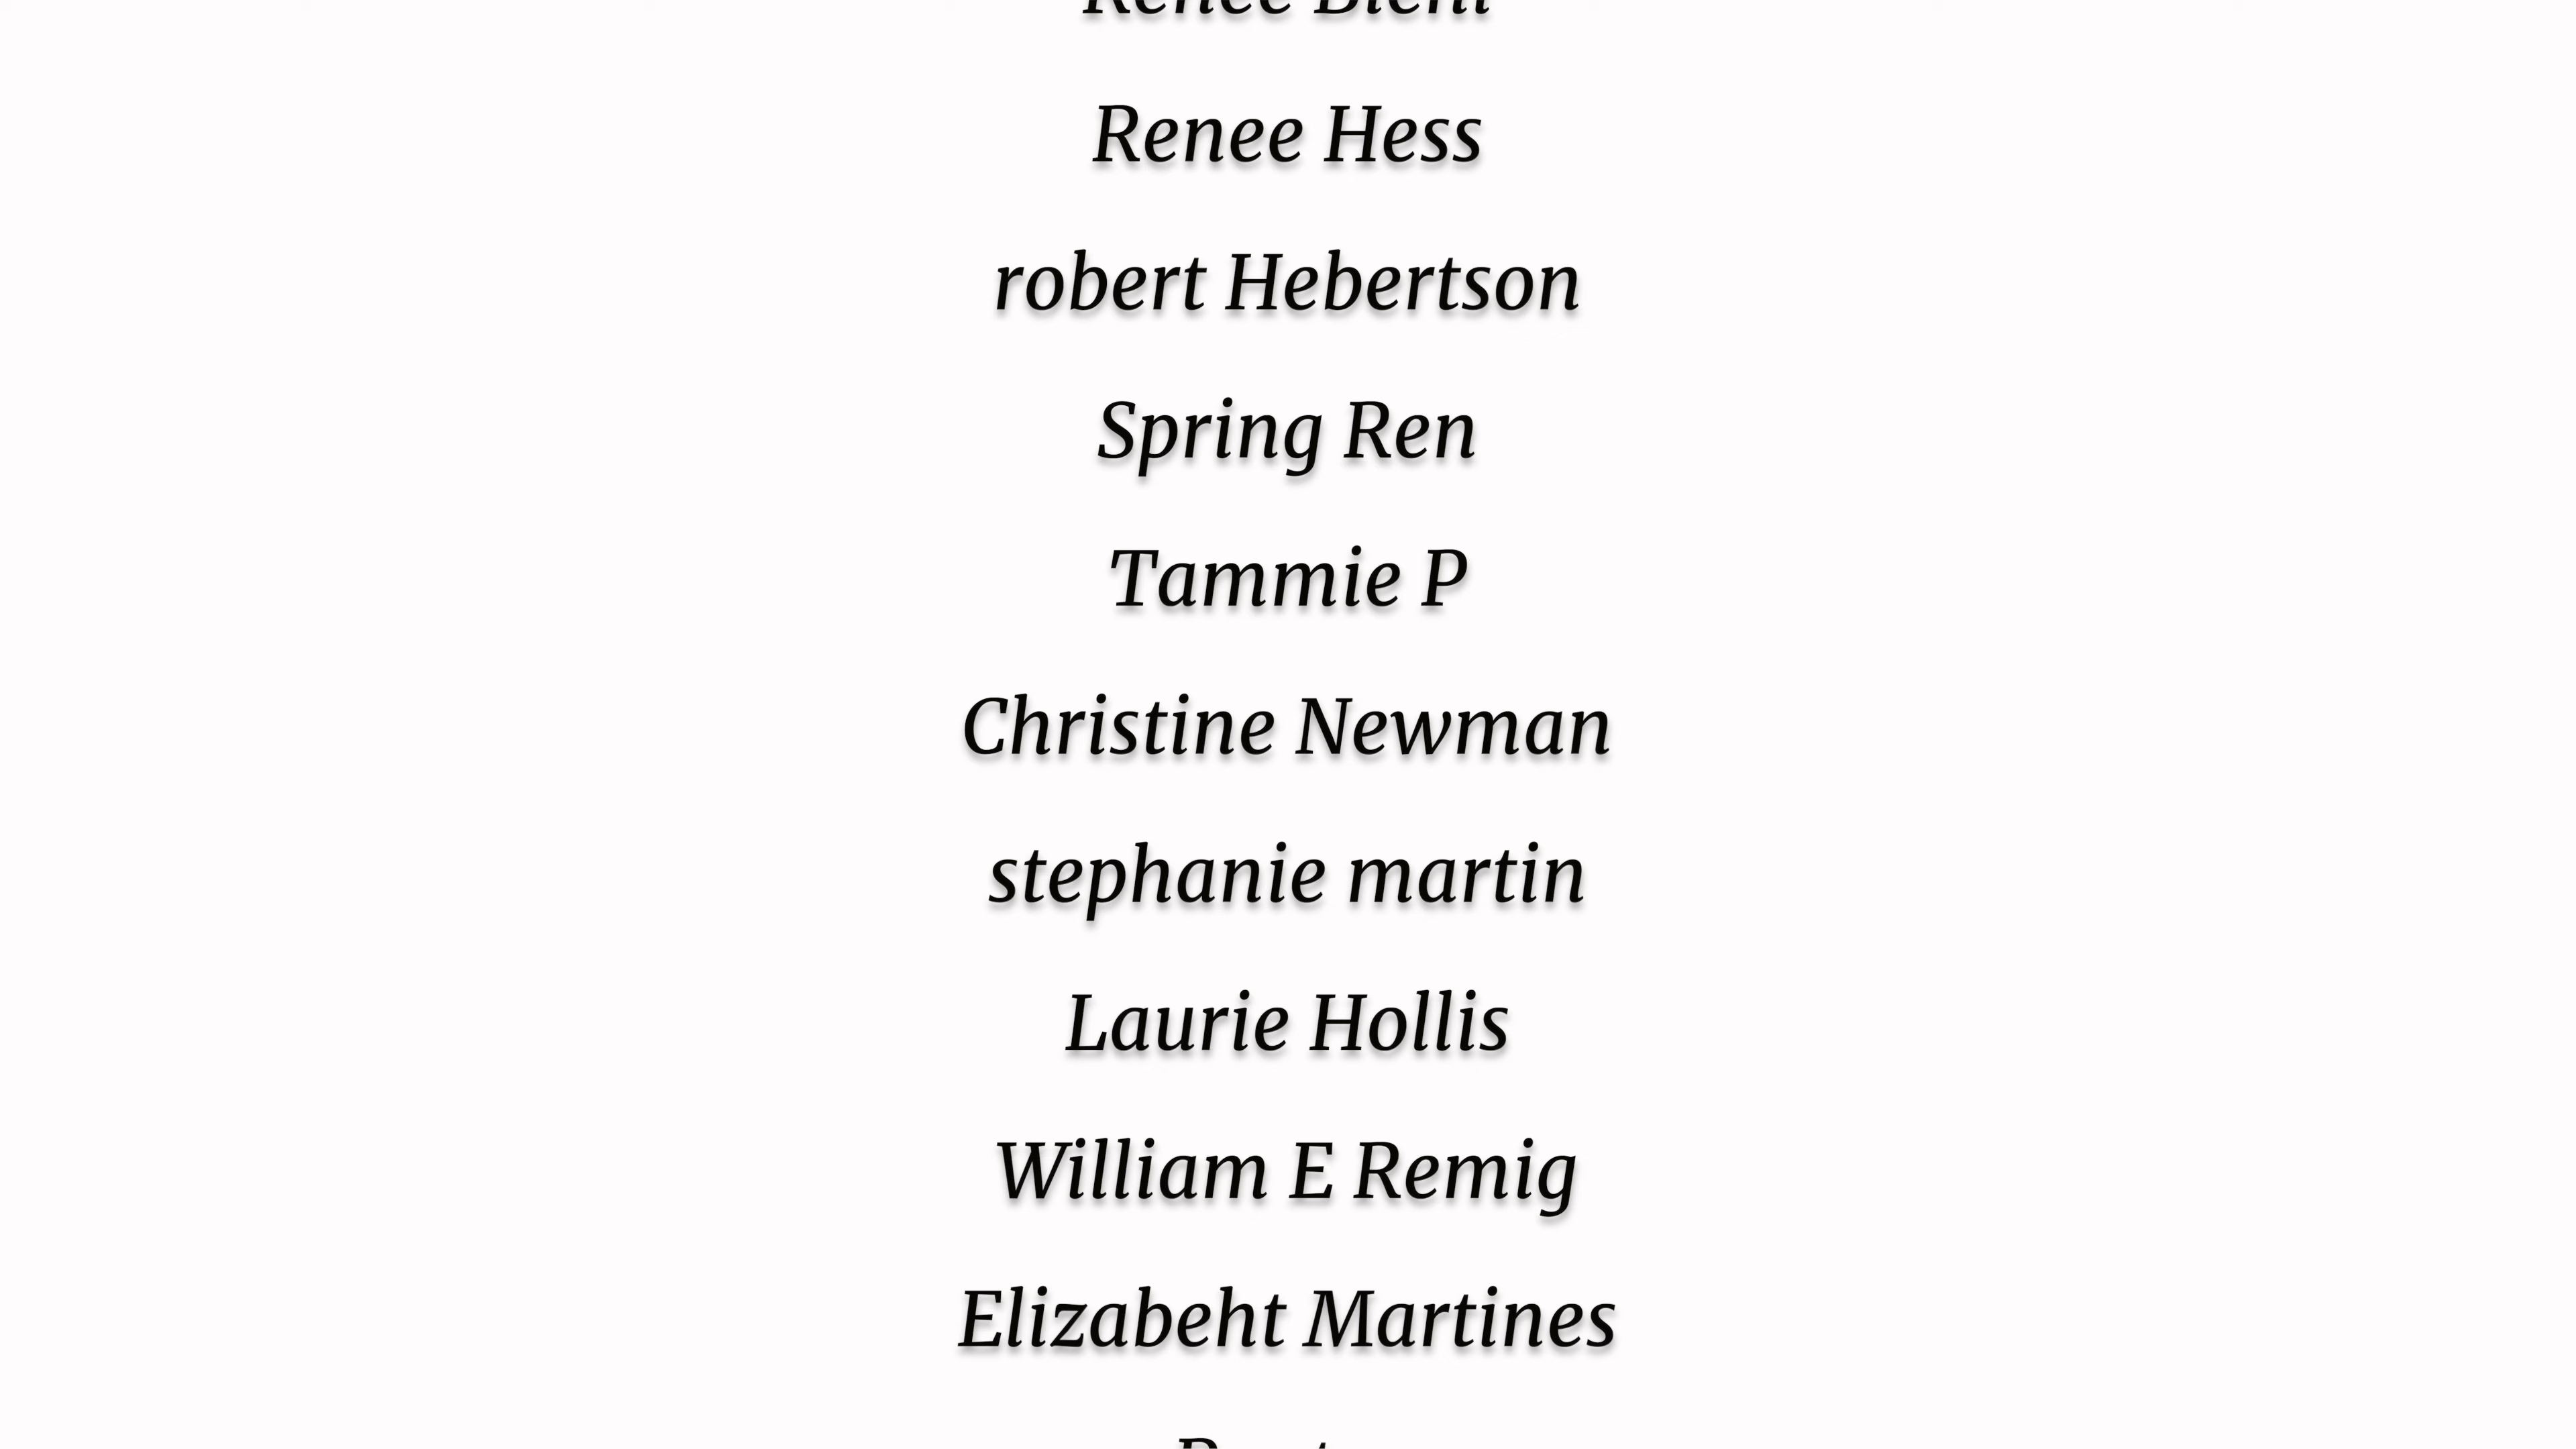 Renee Hess
robert Hebertson
Spring Ren
Tammie P
Christine Newman
stephanie martin
Laurie Hollis
William E Remig
Elizabeht Martines